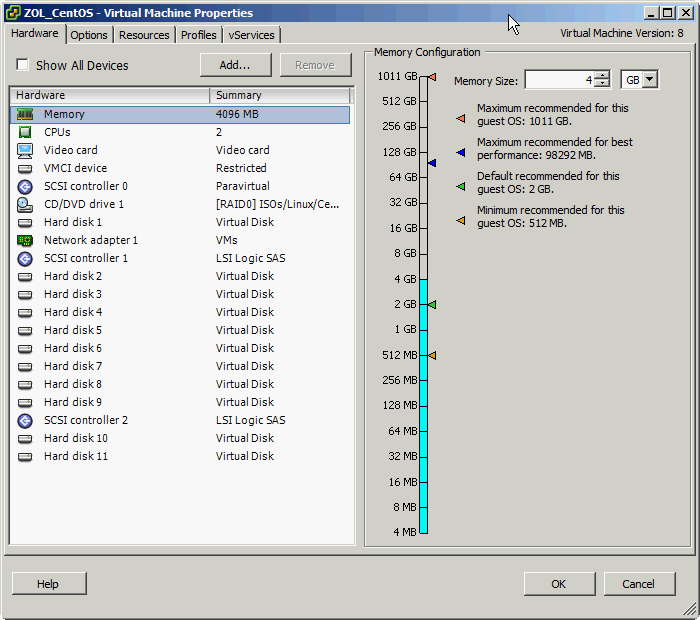 ZOL_CentOS - Virtual Machine Properties
Hardware Options Resources Profiles vServices
Virtual Machine Version: 8
Show All Devices
Add...
Remove
Hardware Summary
Memory 4096 MB
CPUs 2
Video card Video card
VMCI device Restricted
SCSI controller 0 Paravirtual
CD/DVD drive 1 [RAID0] ISOs/Linux/Ce...
Hard disk 1 Virtual Disk
Network adapter 1 VMs
SCSI controller 1 LSI Logic SAS
Hard disk 2 Virtual Disk
Hard disk 3 Virtual Disk
Hard disk 4 Virtual Disk
Hard disk 5 Virtual Disk
Hard disk 6 Virtual Disk
Hard disk 7 Virtual Disk
Hard disk 8 Virtual Disk
Hard disk 9 Virtual Disk
SCSI controller 2 LSI Logic SAS
Hard disk 10 Virtual Disk
Hard disk 11 Virtual Disk
Memory Configuration
1011 GB
512 GB
256 GB
128 GB
64 GB
32 GB
16 GB
8 GB
4 GB
2 GB
1 GB
512 MB
256 MB
128 MB
64 MB
32 MB
16 MB
8 MB
4 MB
Memory Size: 4 GB
Maximum recommended for this
guest OS: 1011 GB.
Maximum recommended for best
performance: 98292 MB.
Default recommended for this
guest OS: 2 GB.
Minimum recommended for this
guest OS: 512 MB.
Help
OK
Cancel